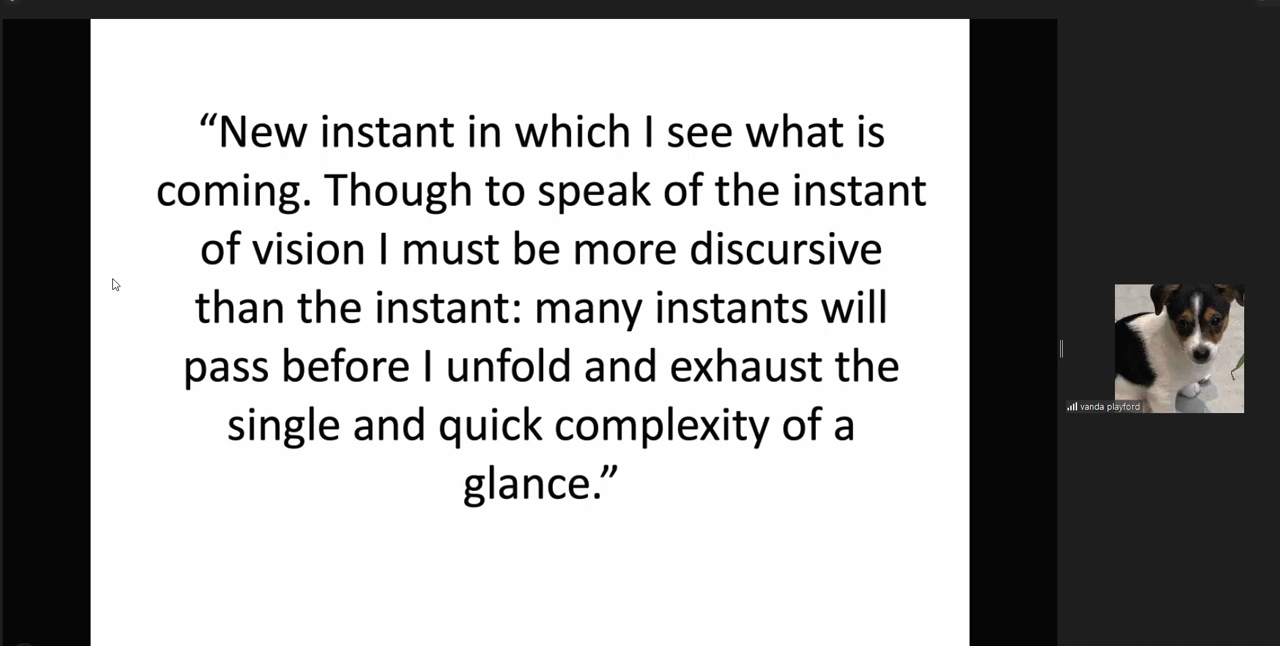 “New instant in which I see what is
coming. Though to speak of the instant
of vision I must be more discursive
than the instant: many instants will
pass before I unfold and exhaust the
single and quick complexity of a
glance.”
vanda playford